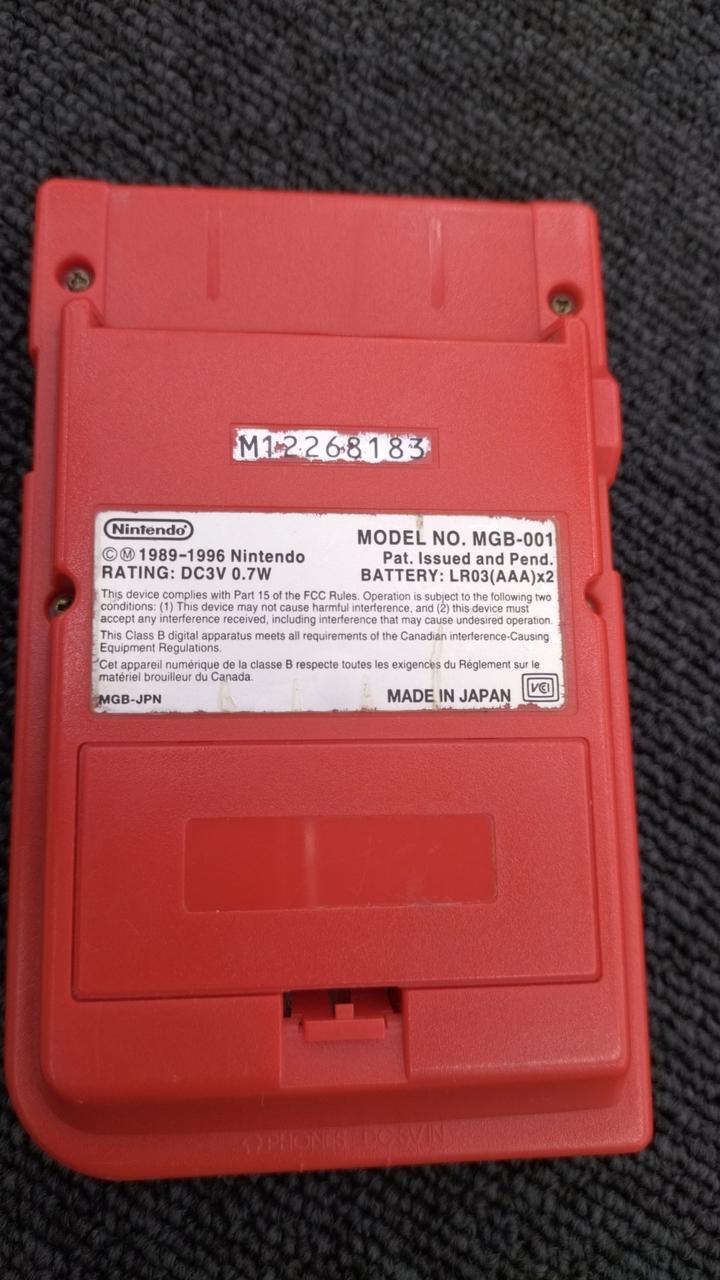 M12268183
Nintendo
©Ⓜ 1989-1996 Nintendo
RATING: DC3V 0.7W
MODEL NO. MGB-001
Pat. Issued and Pend.
BATTERY: LR03(AAA)x2
This device complies with Part 15 of the FCC Rules. Operation is subject to the following two
conditions: (1) This device may not cause harmful interference, and (2) this device must
accept any interference received, including interference that may cause undesired operation.
This Class B digital apparatus meets all requirements of the Canadian interference-Causing
Equipment Regulations.
Cet appareil numérique de la classe B respecte toutes les exigences du Réglement sur le
matériel brouilleur du Canada.
MGB-JPN
MADE IN JAPAN
VCI
PHONES DC 3V IN